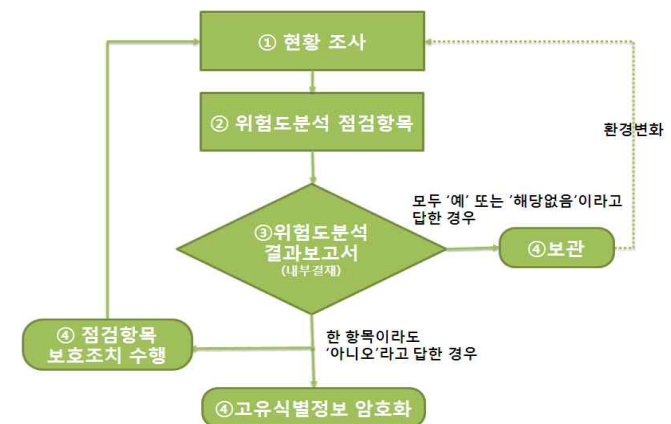 ① 현황 조사
② 위험도분석 점검항목
환경변화
모두 ‘예’ 또는 ‘해당없음’이라고
답한 경우
③위험도분석
결과보고서
(내부결재)
④보관
④ 점검항목
보호조치 수행
한 항목이라도
‘아니오’라고 답한 경우
④고유식별정보 암호화